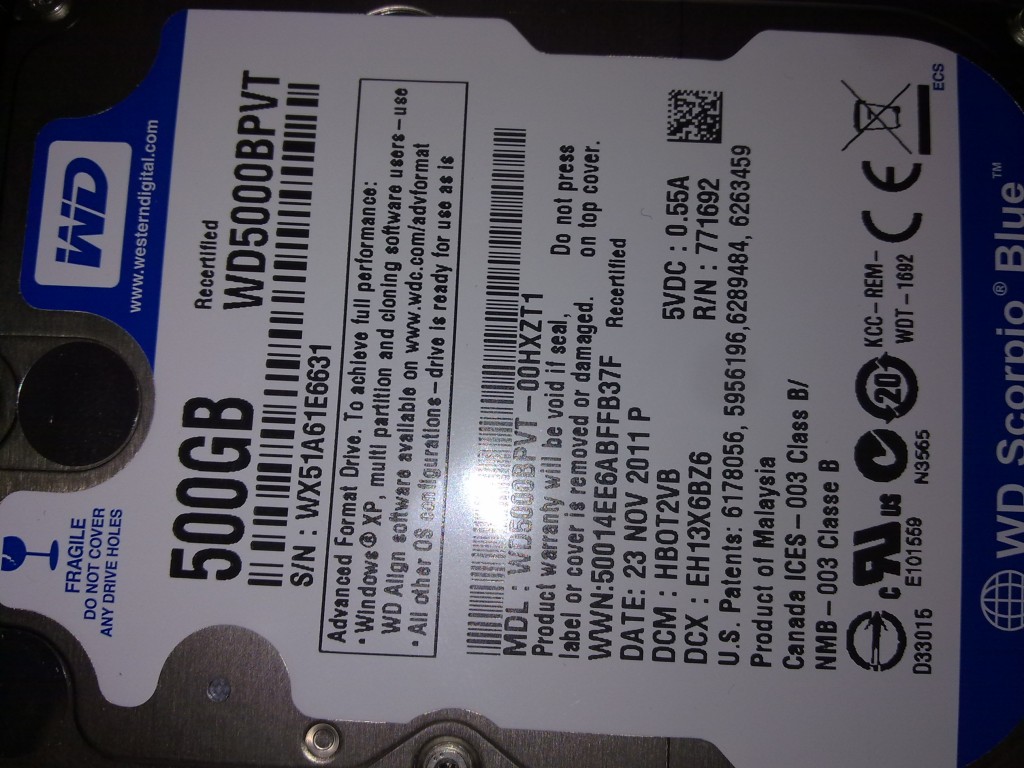 WD
www.westerndigital.com
FRAGILE
DO NOT COVER
ANY DRIVE HOLES
Recertified
500GB WD5000BPVT
S/N : WX51A61E6631
Advanced Format Drive. To achieve full performance:
• Windows® XP, multi partition and cloning software users-use
WD Align software available on www.wdc.com/advformat
• All other OS configurations-drive is ready for use as is
MDL : WD5000BPVT-00HXZT1
Product warranty will be void if seal,
label or cover is removed or damaged.
Do not press
on top cover.
WWN:50014EE6ABFFB37F Recertified
DATE: 23 NOV 2011 P
DCM : HBOT2VB 5VDC : 0.55A
DCX : EH13X6BZ6 R/N : 771692
U.S. Patents: 6178056, 5956196,6289484, 6263459
Product of Malaysia
Canada ICES-003 Class B/
NMB-003 Classe B
c UL US 20 KCC-REM-
WDT-1692 CE
D33015 E101559 N3565 ECS
WD Scorpio® Blue™